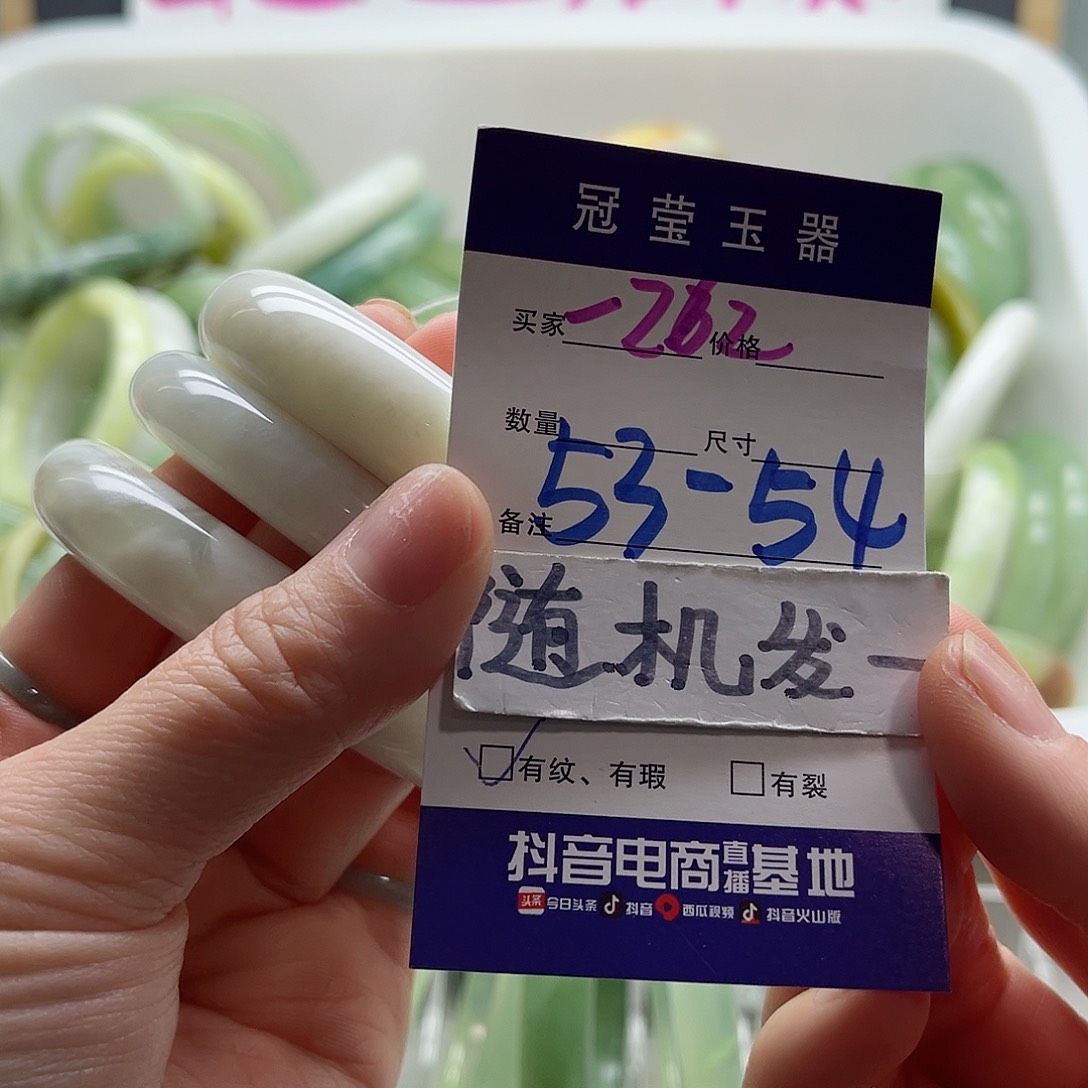 冠莹玉器
买家 -262 价格
数量 尺寸
53-54
备注
随机发一
有纹、有瑕 有裂
抖音电商直播基地
头条 今日头条 抖音 西瓜视频 抖音火山版